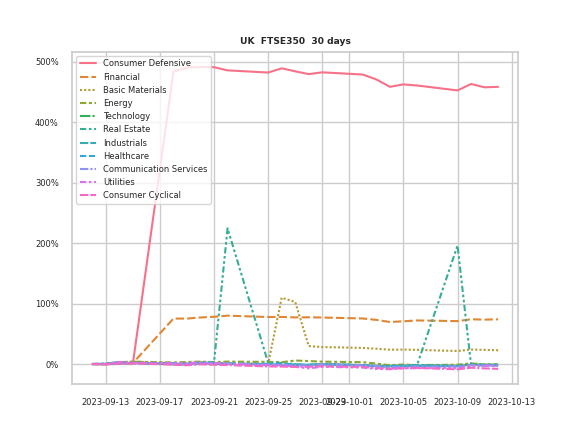 UK FTSE350 30 days
500%
400%
300%
200%
100%
0%
Consumer Defensive
Financial
Basic Materials
Energy
Technology
Real Estate
Industrials
Healthcare
Communication Services
Utilities
Consumer Cyclical
2023-09-13 2023-09-17 2023-09-21 2023-09-25 2023-09-29 2023-10-01 2023-10-05 2023-10-09 2023-10-13